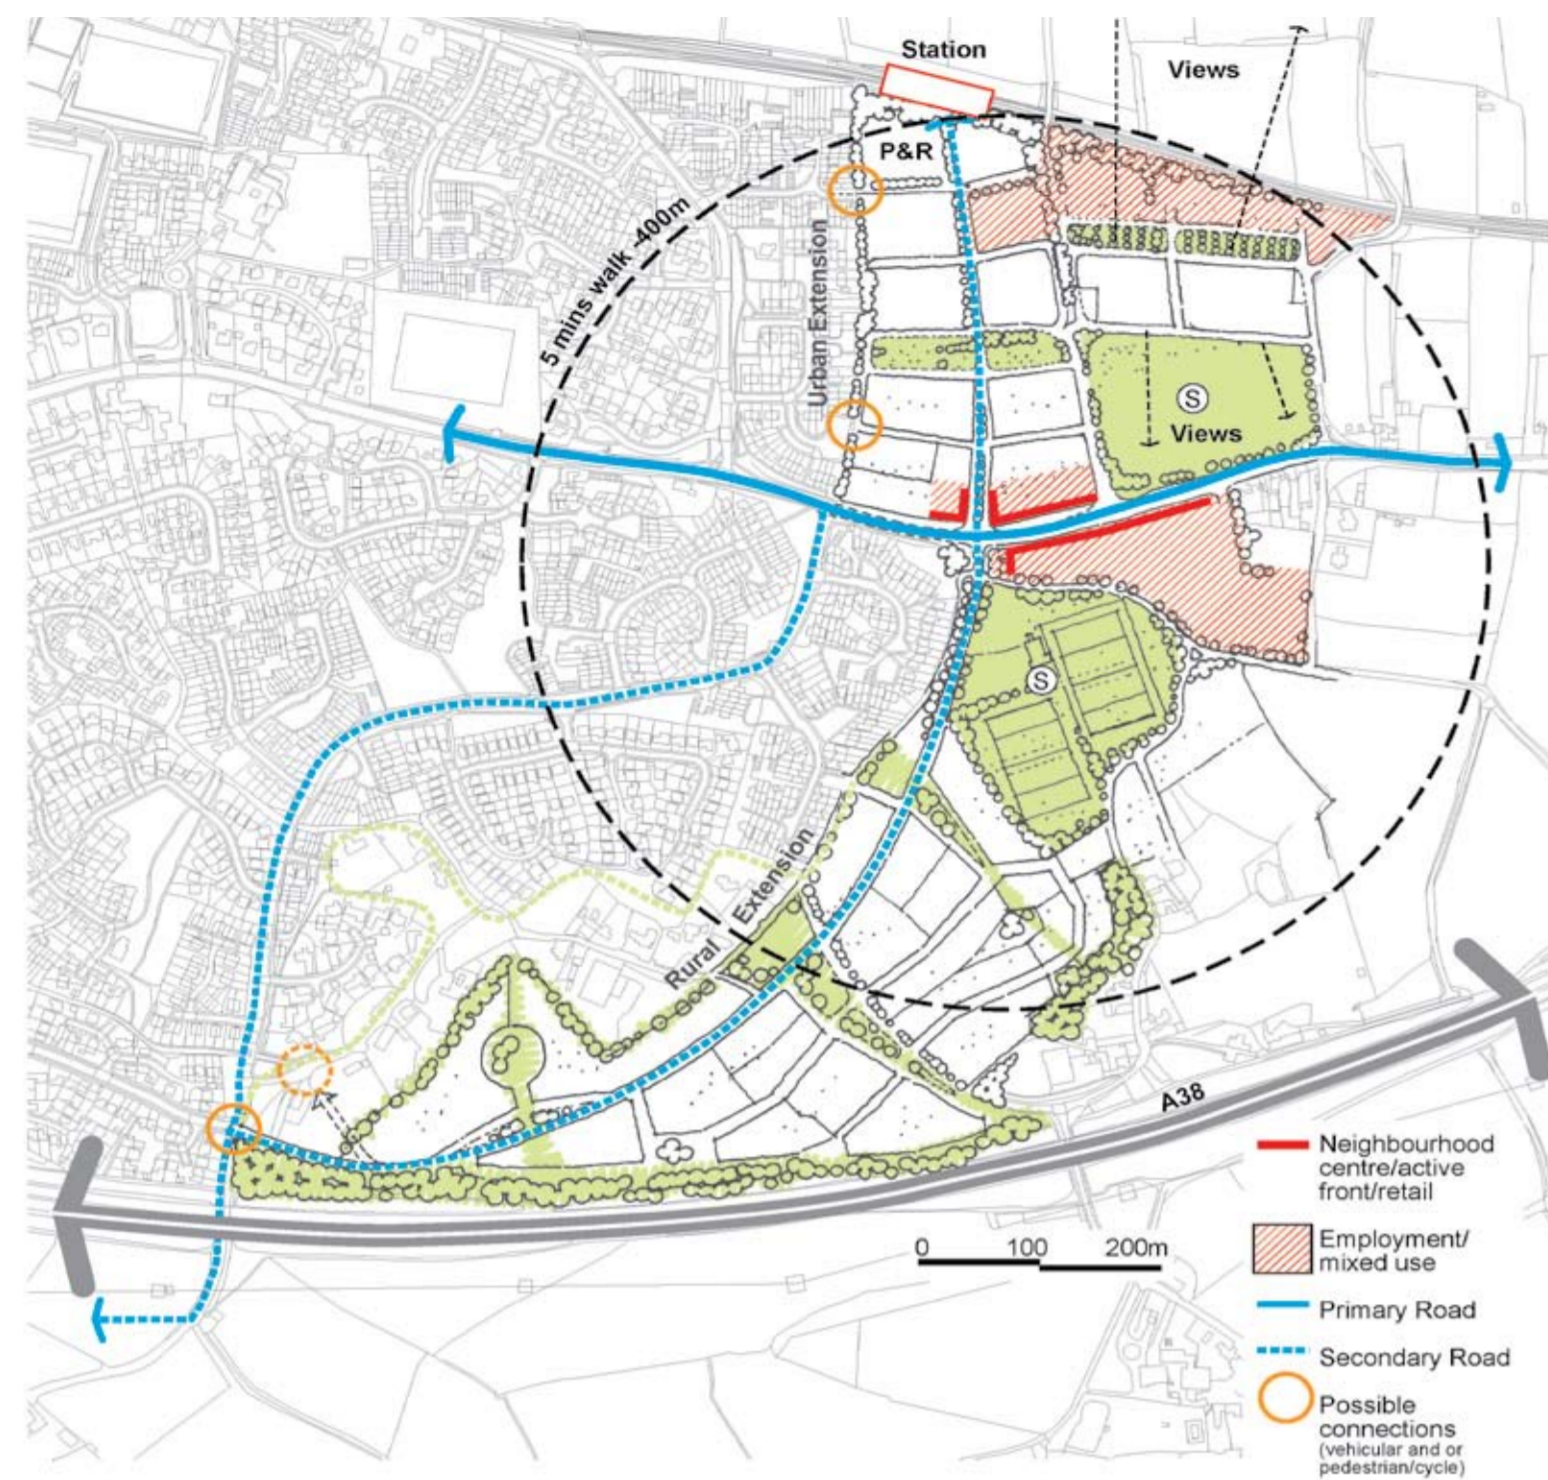 Station
Views
P&R
5 mins walk -400m
Urban Extension
S
Views
S
Rural Extension
A38
0 100 200m
Neighbourhood
centre/active
front/retail
Employment/
mixed use
Primary Road
Secondary Road
Possible
connections
(vehicular and or
pedestrian/cycle)